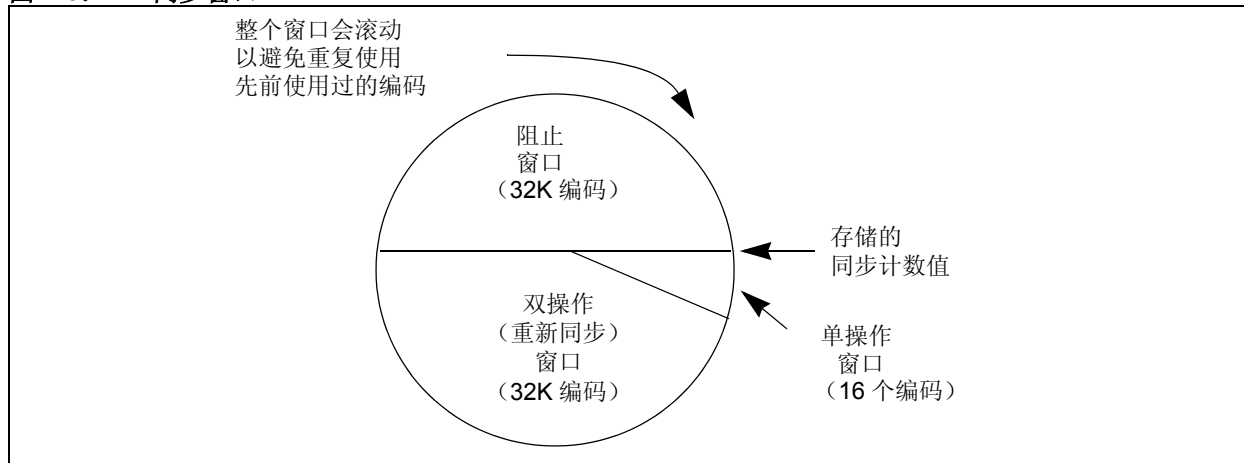 整个窗口会滚动
以避免重复使用
先前使用过的编码
阻止
窗口
（32K 编码）
存储的
同步计数值
双操作
（重新同步）
窗口
（32K 编码）
单操作
窗口
（16 个编码）